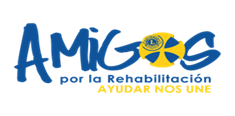 AMiGOS
por la Rehabilitación
AYUDAR NOS UNE